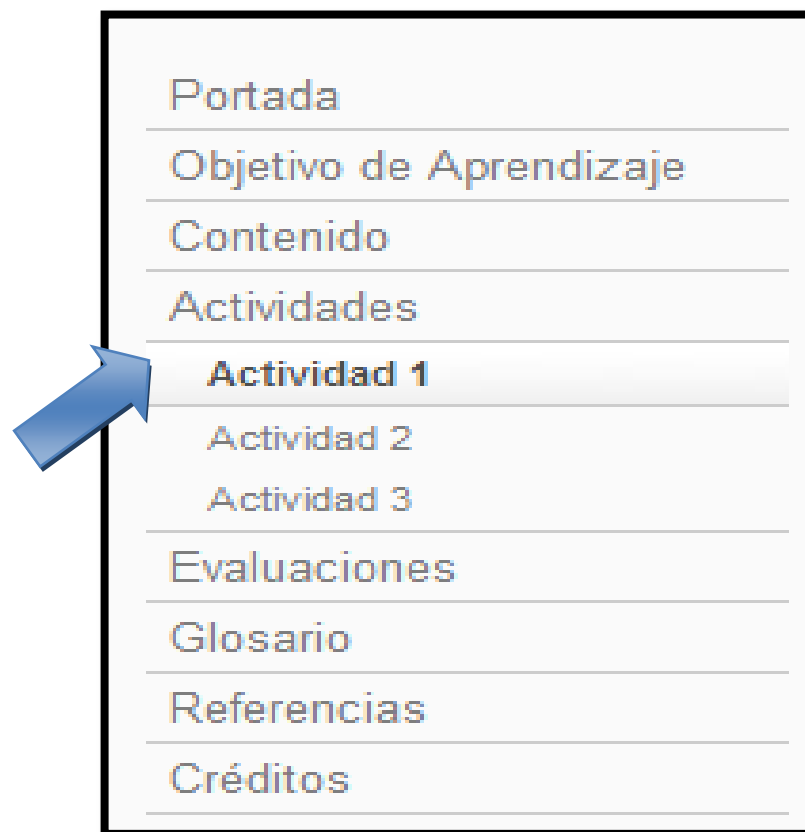 Portada
Objetivo de Aprendizaje
Contenido
Actividades
Actividad 1
Actividad 2
Actividad 3
Evaluaciones
Glosario
Referencias
Créditos